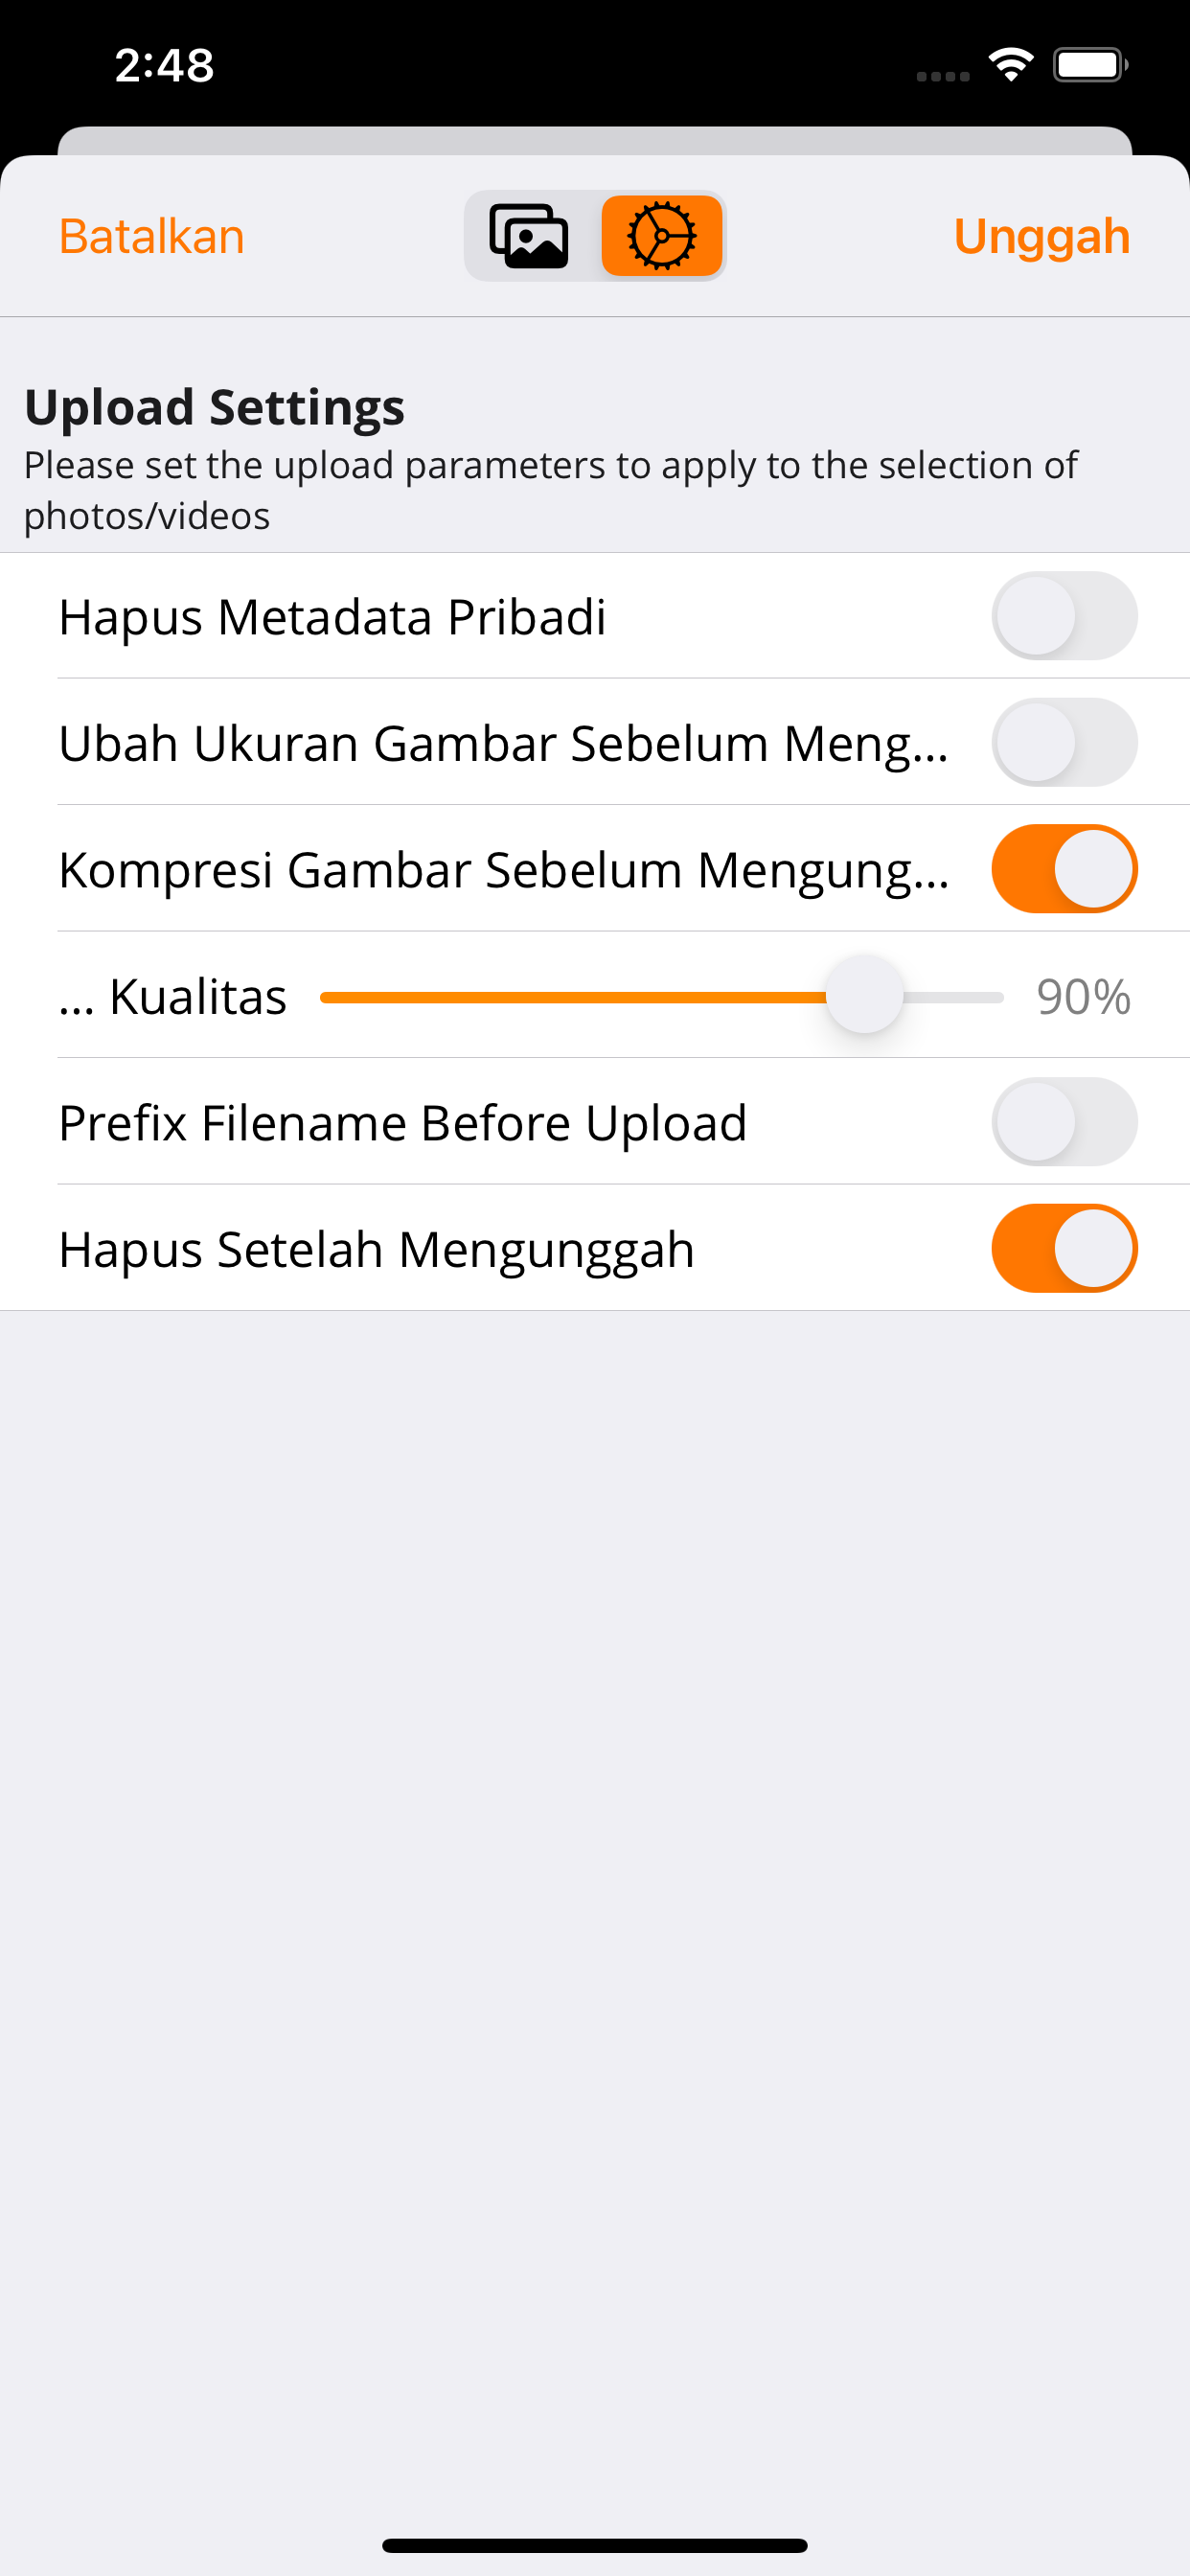 2:48
Batalkan
Unggah
Upload Settings
Please set the upload parameters to apply to the selection of
photos/videos
Hapus Metadata Pribadi
Ubah Ukuran Gambar Sebelum Meng...
Kompresi Gambar Sebelum Mengung...
... Kualitas 90%
Prefix Filename Before Upload
Hapus Setelah Mengunggah